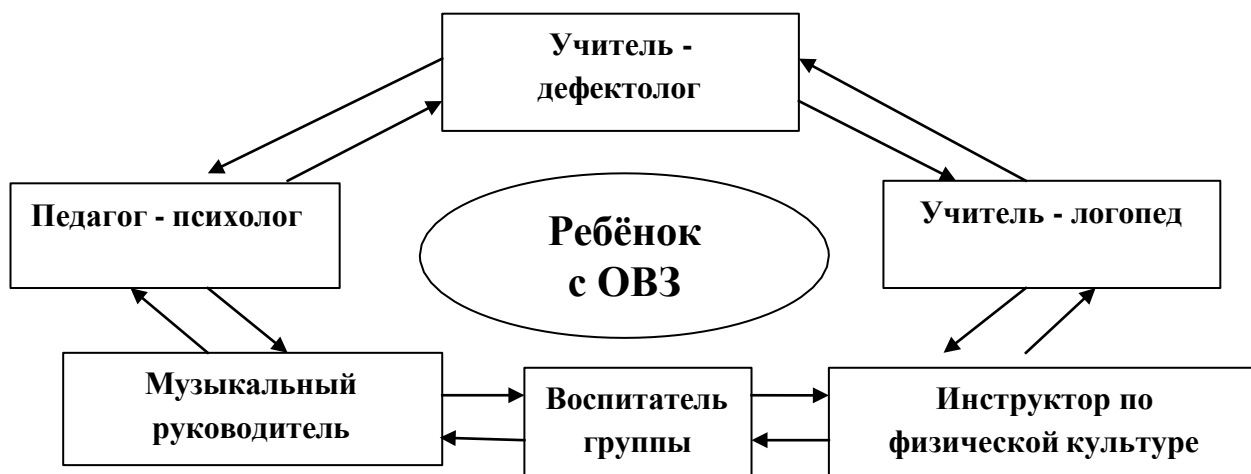 Учитель -
дефектолог
Педагог - психолог
Ребёнок
с ОВЗ
Учитель - логопед
Музыкальный
руководитель
Воспитатель
группы
Инструктор по
физической культуре